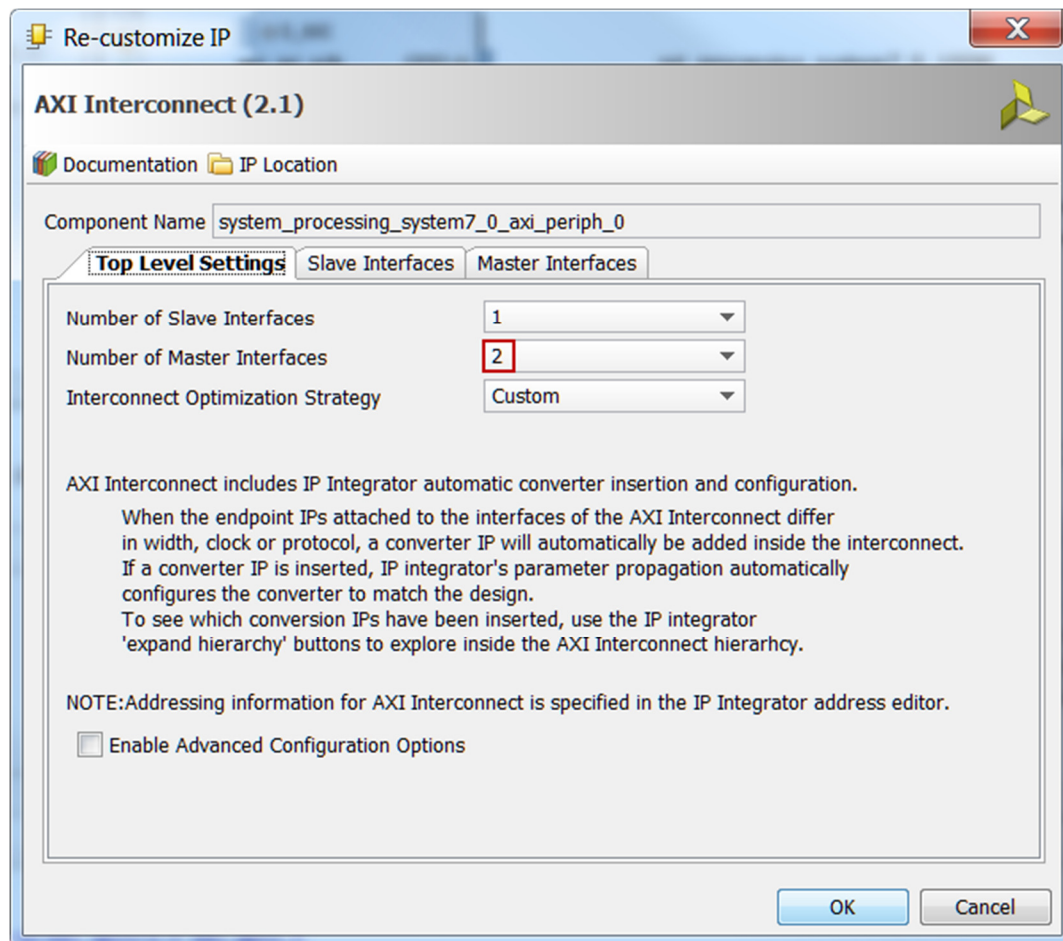 Re-customize IP
AXI Interconnect (2.1)
Documentation IP Location
Component Name system_processing_system7_0_axi_periph_0
Top Level Settings Slave Interfaces Master Interfaces
Number of Slave Interfaces 1
Number of Master Interfaces 2
Interconnect Optimization Strategy Custom
AXI Interconnect includes IP Integrator automatic converter insertion and configuration.
When the endpoint IPs attached to the interfaces of the AXI Interconnect differ
in width, clock or protocol, a converter IP will automatically be added inside the interconnect.
If a converter IP is inserted, IP integrator's parameter propagation automatically
configures the converter to match the design.
To see which conversion IPs have been inserted, use the IP integrator
'expand hierarchy' buttons to explore inside the AXI Interconnect hierarhcy.
NOTE:Addressing information for AXI Interconnect is specified in the IP Integrator address editor.
Enable Advanced Configuration Options
OK Cancel